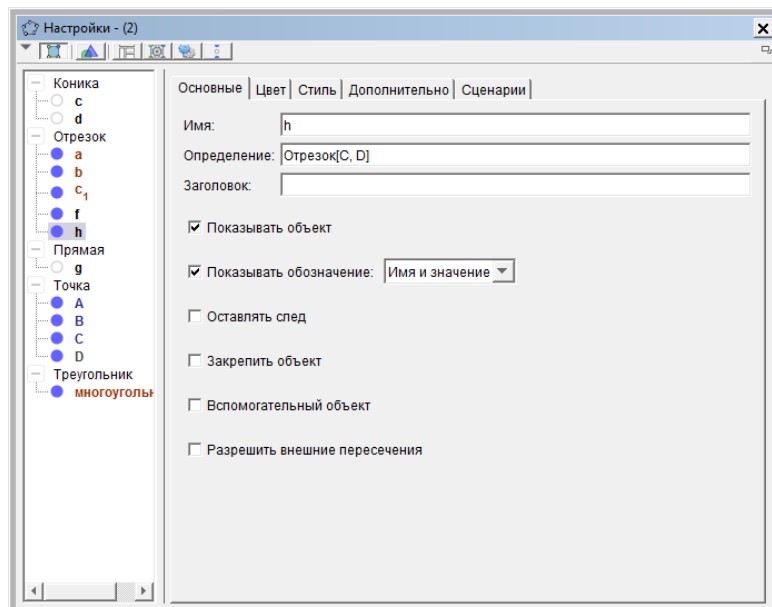 Настройки - (2)
Коника
c
d
Отрезок
a
b
c1
f
h
Прямая
g
Точка
A
B
C
D
Треугольник
многоуголь
Основные
Цвет
Стиль
Дополнительно
Сценарии
Имя:
h
Определение:
Отрезок[C, D]
Заголовок:
Показывать объект
Показывать обозначение:
Имя и значение
Оставлять след
Закрепить объект
Вспомогательный объект
Разрешить внешние пересечения